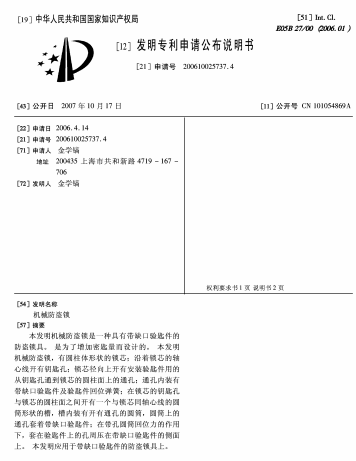 [19] 中华人民共和国国家知识产权局
[51] Int. Cl.
E05B 27/00 (2006.01)
[12] 发明专利申请公布说明书
[21] 申请号 200610025737.4
[43] 公开日 2007 年 10 月 17 日
[11] 公开号 CN 101054869A
[22] 申请日 2006.4.14
[21] 申请号 200610025737.4
[71] 申请人 金学镐
地址 200435 上海市共和新路 4719－167－
706
[72] 发明人 金学镐
权利要求书 1 页 说明书 2 页
[54] 发明名称
机械防盗锁
[57] 摘要
本发明机械防盗锁是一种具有带缺口验匙件的
防盗锁具。 是为了增加密匙量而设计的。 本发明
机械防盗锁，有圆柱体形状的锁芯；沿着锁芯的轴
心线开有钥匙孔；锁芯径向上开有安装验匙件用的
从钥匙孔通到锁芯的圆柱面上的通孔；通孔内装有
带缺口验匙件及验匙件回位弹簧；在锁芯的钥匙孔
与锁芯的圆柱面之间开有一个与锁芯同轴心线的圆
筒形状的槽，槽内装有开有通孔的圆筒，圆筒上的
通孔套着带缺口验匙件；在带孔圆筒回位力的作用
下，套在验匙件上的孔周压在带缺口验匙件的侧面
上。 本发明应用于带缺口验匙件的防盗锁具上。